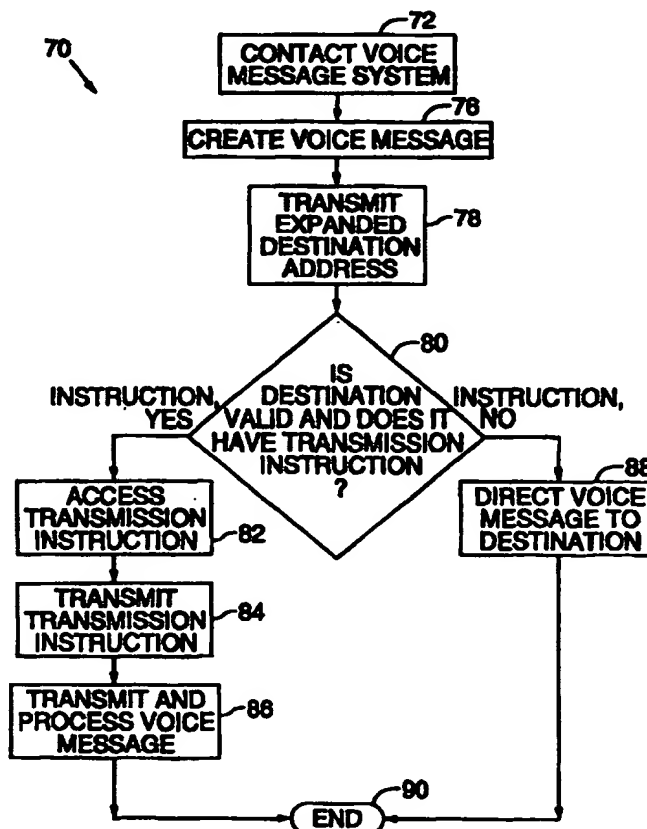 70
72
CONTACT VOICE
MESSAGE SYSTEM
76
CREATE VOICE MESSAGE
TRANSMIT
EXPANDED
DESTINATION
ADDRESS
78
80
IS
DESTINATION
VALID AND DOES IT
HAVE TRANSMISSION
INSTRUCTION
?
INSTRUCTION,
YES
INSTRUCTION,
NO
ACCESS
TRANSMISSION
INSTRUCTION
82
88
DIRECT VOICE
MESSAGE TO
DESTINATION
TRANSMIT
TRANSMISSION
INSTRUCTION
84
TRANSMIT AND
PROCESS VOICE
MESSAGE
86
90
END